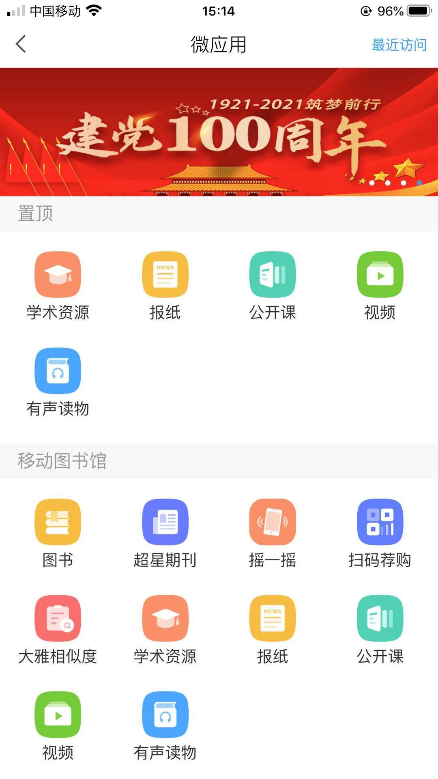 中国移动 15:14 96%
微应用 最近访问
1921-2021筑梦前行
建党100周年
置顶
学术资源 报纸 公开课 视频
有声读物
移动图书馆
图书 超星期刊 摇一摇 扫码荐购
大雅相似度 学术资源 报纸 公开课
视频 有声读物